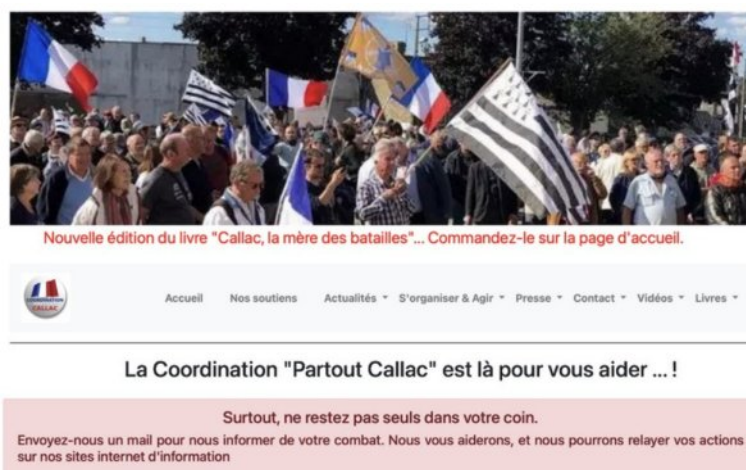 Nouvelle édition du livre "Callac, la mère des batailles"... Commandez-le sur la page d'accueil.
COORDINATION
CALLAC
Accueil Nos soutiens Actualités S'organiser & Agir Presse Contact Vidéos Livres
La Coordination "Partout Callac" est là pour vous aider ... !
Surtout, ne restez pas seuls dans votre coin.
Envoyez-nous un mail pour nous informer de votre combat. Nous vous aiderons, et nous pourrons relayer vos actions
sur nos sites internet d'information